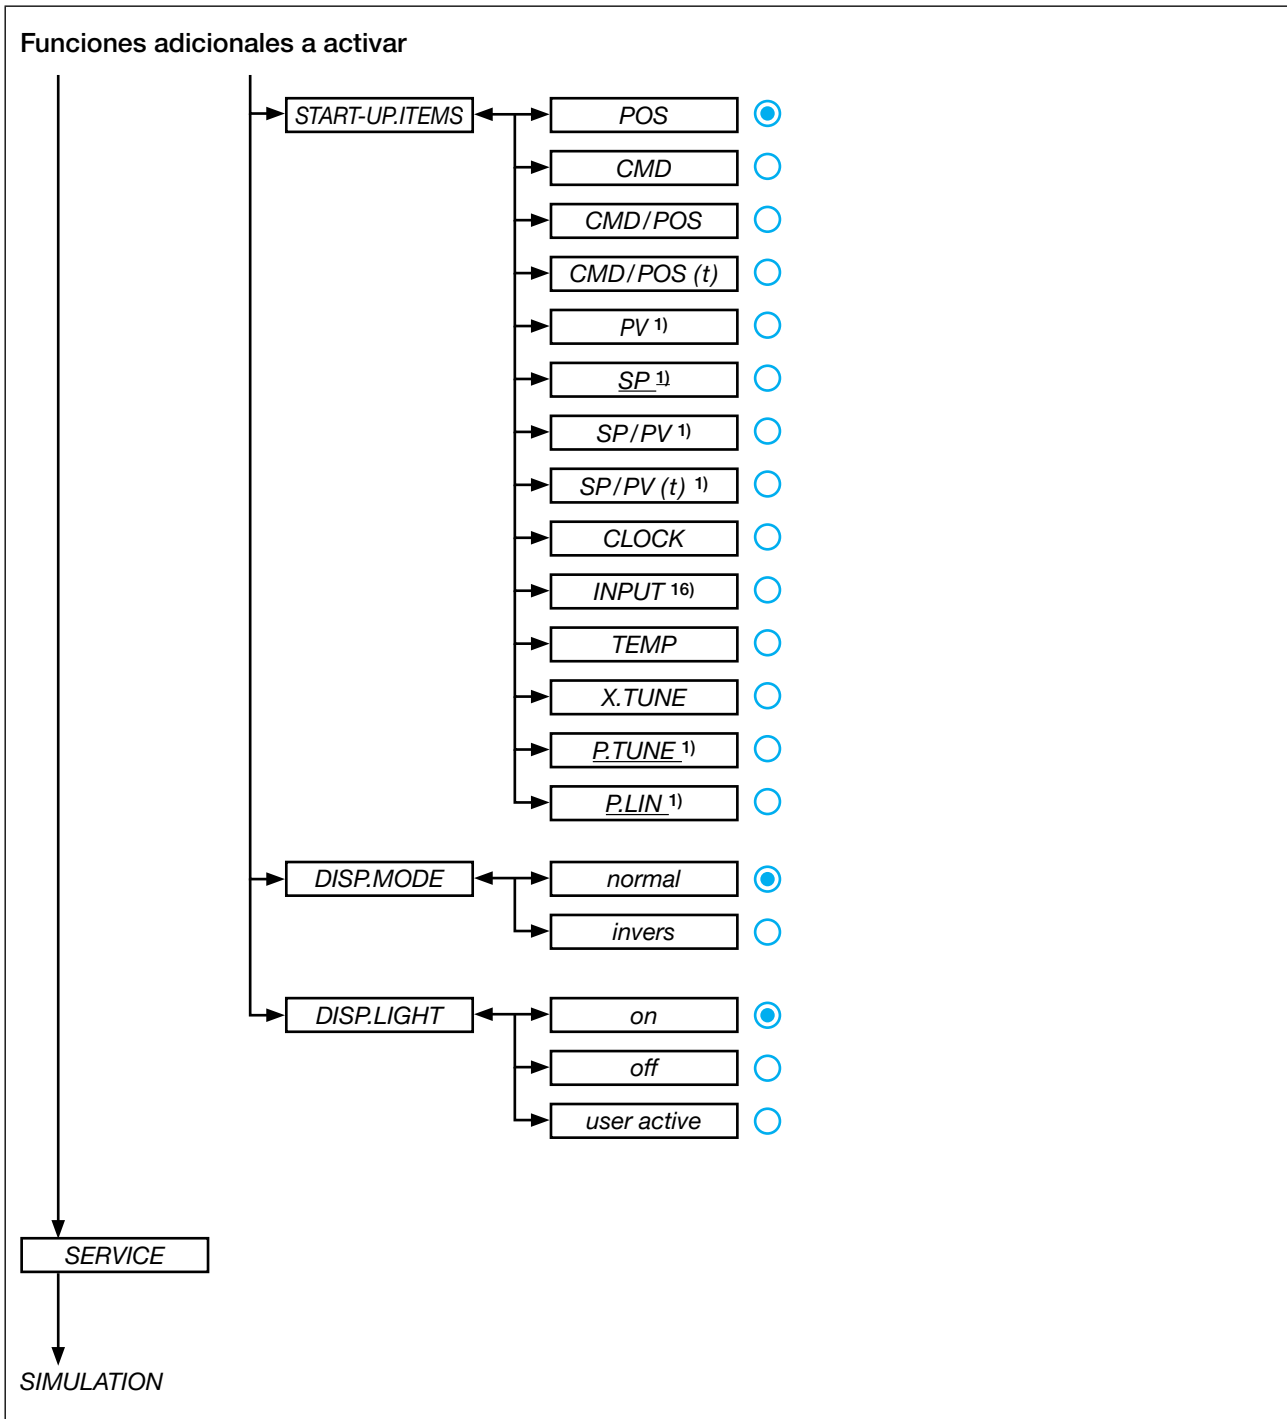 Funciones adicionales a activar
START-UP.ITEMS
POS
CMD
CMD/POS
CMD/POS (t)
PV 1)
SP 1)
SP/PV 1)
SP/PV (t) 1)
CLOCK
INPUT 16)
TEMP
X.TUNE
P.TUNE 1)
P.LIN 1)
DISP.MODE
normal
invers
DISP.LIGHT
on
off
user active
SERVICE
SIMULATION